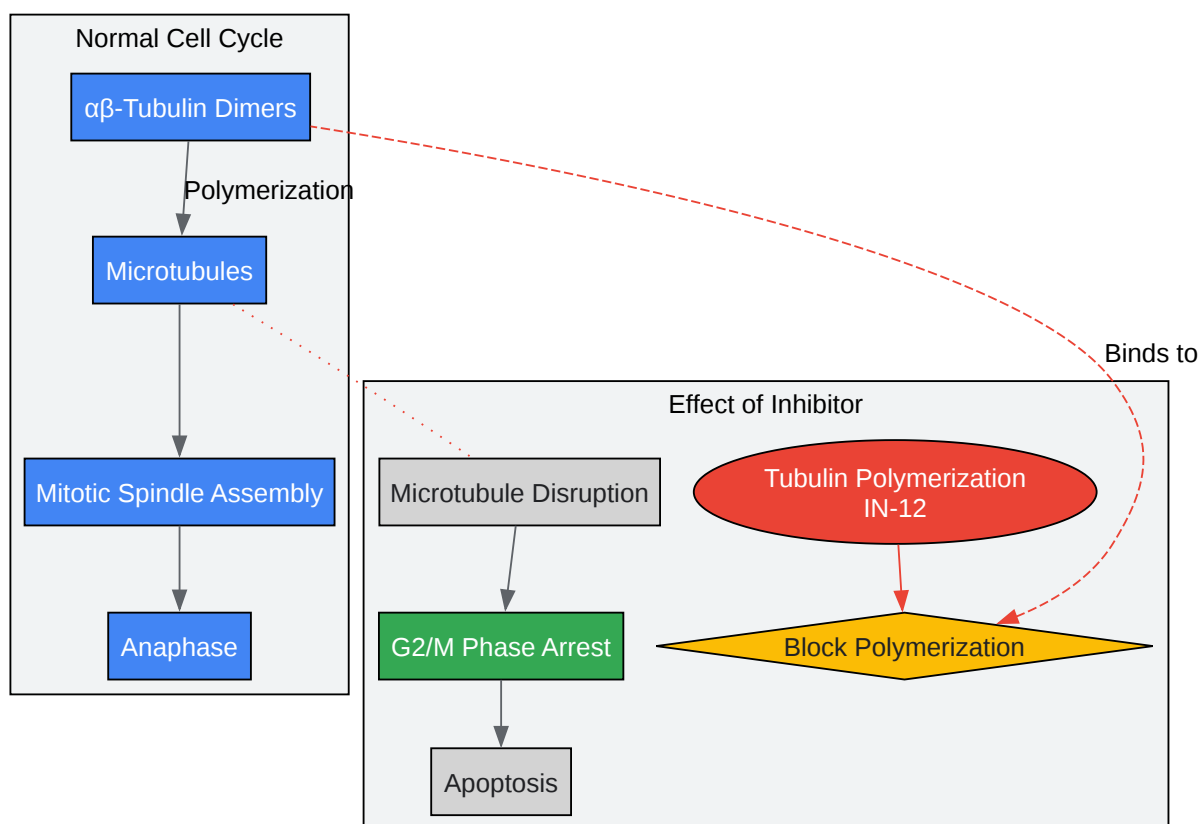 Normal Cell Cycle
αβ-Tubulin Dimers
Polymerization
Microtubules
Mitotic Spindle Assembly
Anaphase
Binds to
Effect of Inhibitor
Microtubule Disruption
Tubulin Polymerization
IN-12
G2/M Phase Arrest
Block Polymerization
Apoptosis